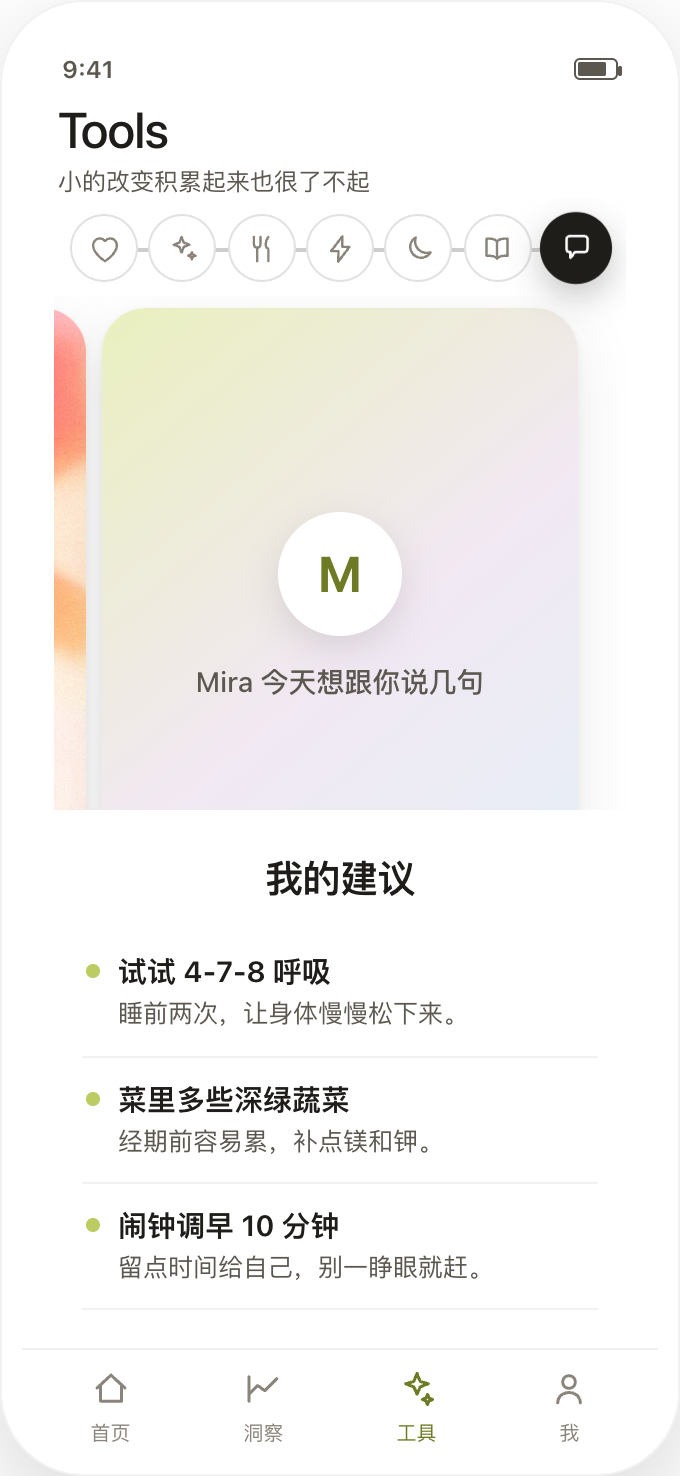 9:41
Tools
小的改变积累起来也很了不起
M
Mira 今天想跟你说几句
我的建议
试试 4-7-8 呼吸
睡前两次，让身体慢慢松下来。
菜里多些深绿蔬菜
经期前容易累，补点镁和钾。
闹钟调早 10 分钟
留点时间给自己，别一睁眼就赶。
首页
洞察
工具
我